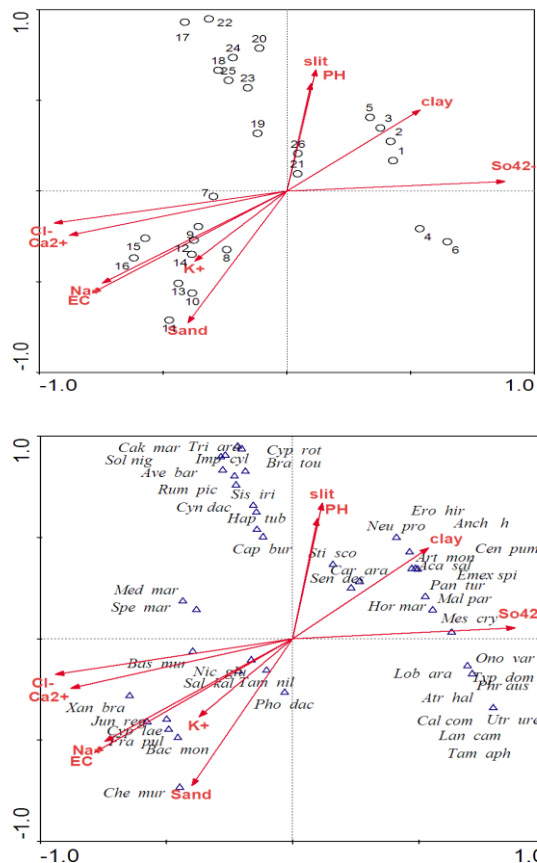 1.0
22
17
20
24
18
slit
25
23
PH
5
clay
3
19
2
26
1
21
So42-
7
Cl-
4
9
Ca2+
15
6
12
8
16
14
K+
Na
EC
13
10
11
Sand
-1.0
-1.0
1.0
1.0
Cak mar Tri ara Cyp rot
Sol nig Imp cyl Bra tou
Ave bar
Rum pic Sis iri
slit
Cyn dac
Hap tub
PH
Ero hir
Neu pro Anch h
clay
Cap bur
Sti sco
Cen pum
Art mon
Car ara Aca sal
Sen des Emex spi
Pan tur
Med mar
Mal par
Spe mar
Hor mar
Mes cry
So42-
Bas mur
Ono var
Cl-
Nic glu
Lob ara Typ dom
Ca2+
Sal kal Tam nil
Phr aus
Xan bra
Pho dac
Atr hal
Jun reg
K+
Cal com Utr ure
Na
Cyp lae
Lan cam
EC
Fra pul Bac mon
Tam aph
Che mur
Sand
-1.0
-1.0
1.0